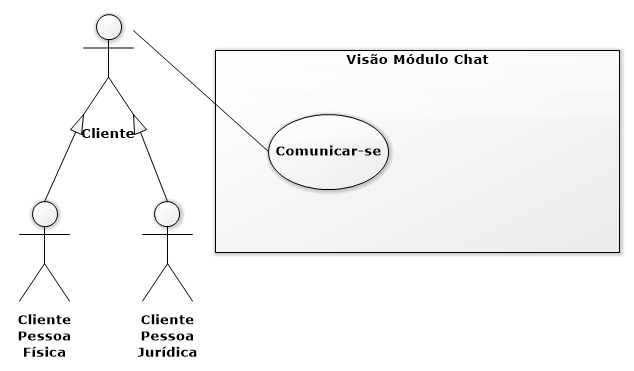 Visão Módulo Chat
Cliente
Comunicar-se
Cliente
Pessoa
Física
Cliente
Pessoa
Jurídica